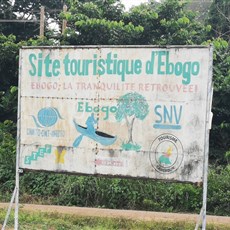 Site touristique d'Ebogo
EBOGO; LA TRANQUILITE RETROUVEE!
Ebogo
SNV